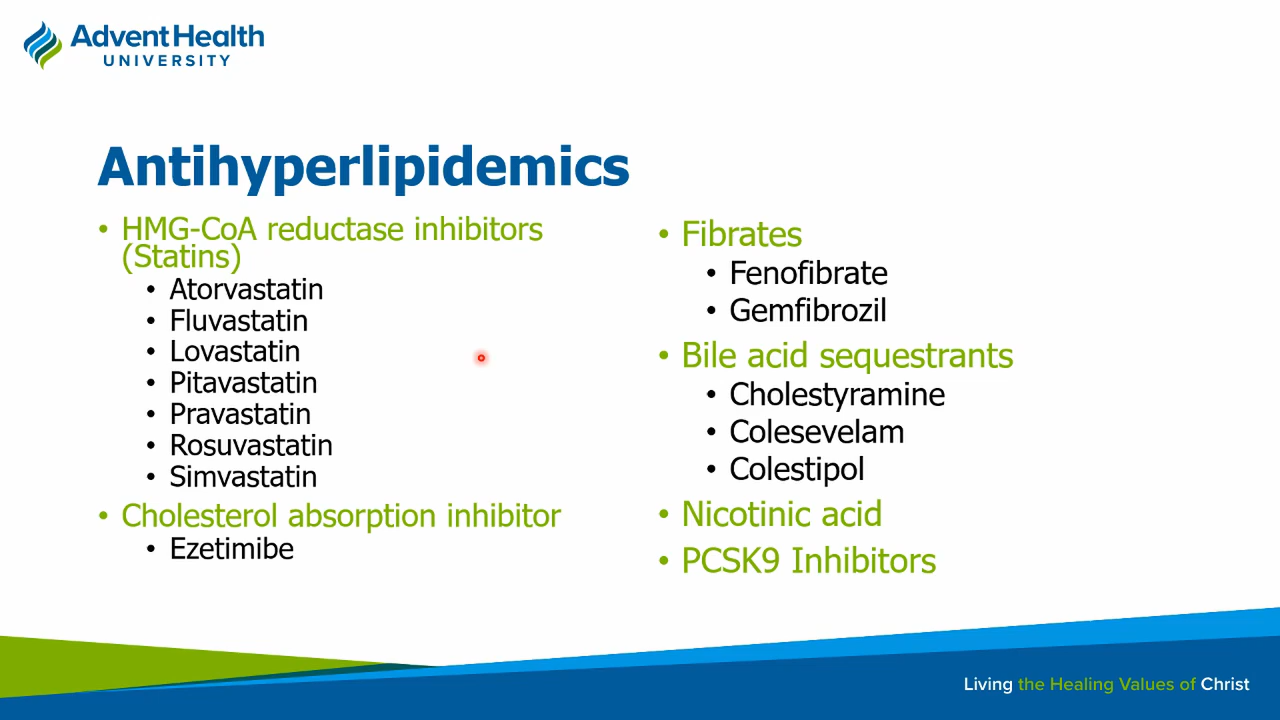 AdventHealth
UNIVERSITY
Antihyperlipidemics
• HMG-CoA reductase inhibitors
(Statins)
• Atorvastatin
• Fluvastatin
• Lovastatin
• Pitavastatin
• Pravastatin
• Rosuvastatin
• Simvastatin
• Cholesterol absorption inhibitor
• Ezetimibe
• Fibrates
• Fenofibrate
• Gemfibrozil
• Bile acid sequestrants
• Cholestyramine
• Colesevelam
• Colestipol
• Nicotinic acid
• PCSK9 Inhibitors
Living the Healing Values of Christ